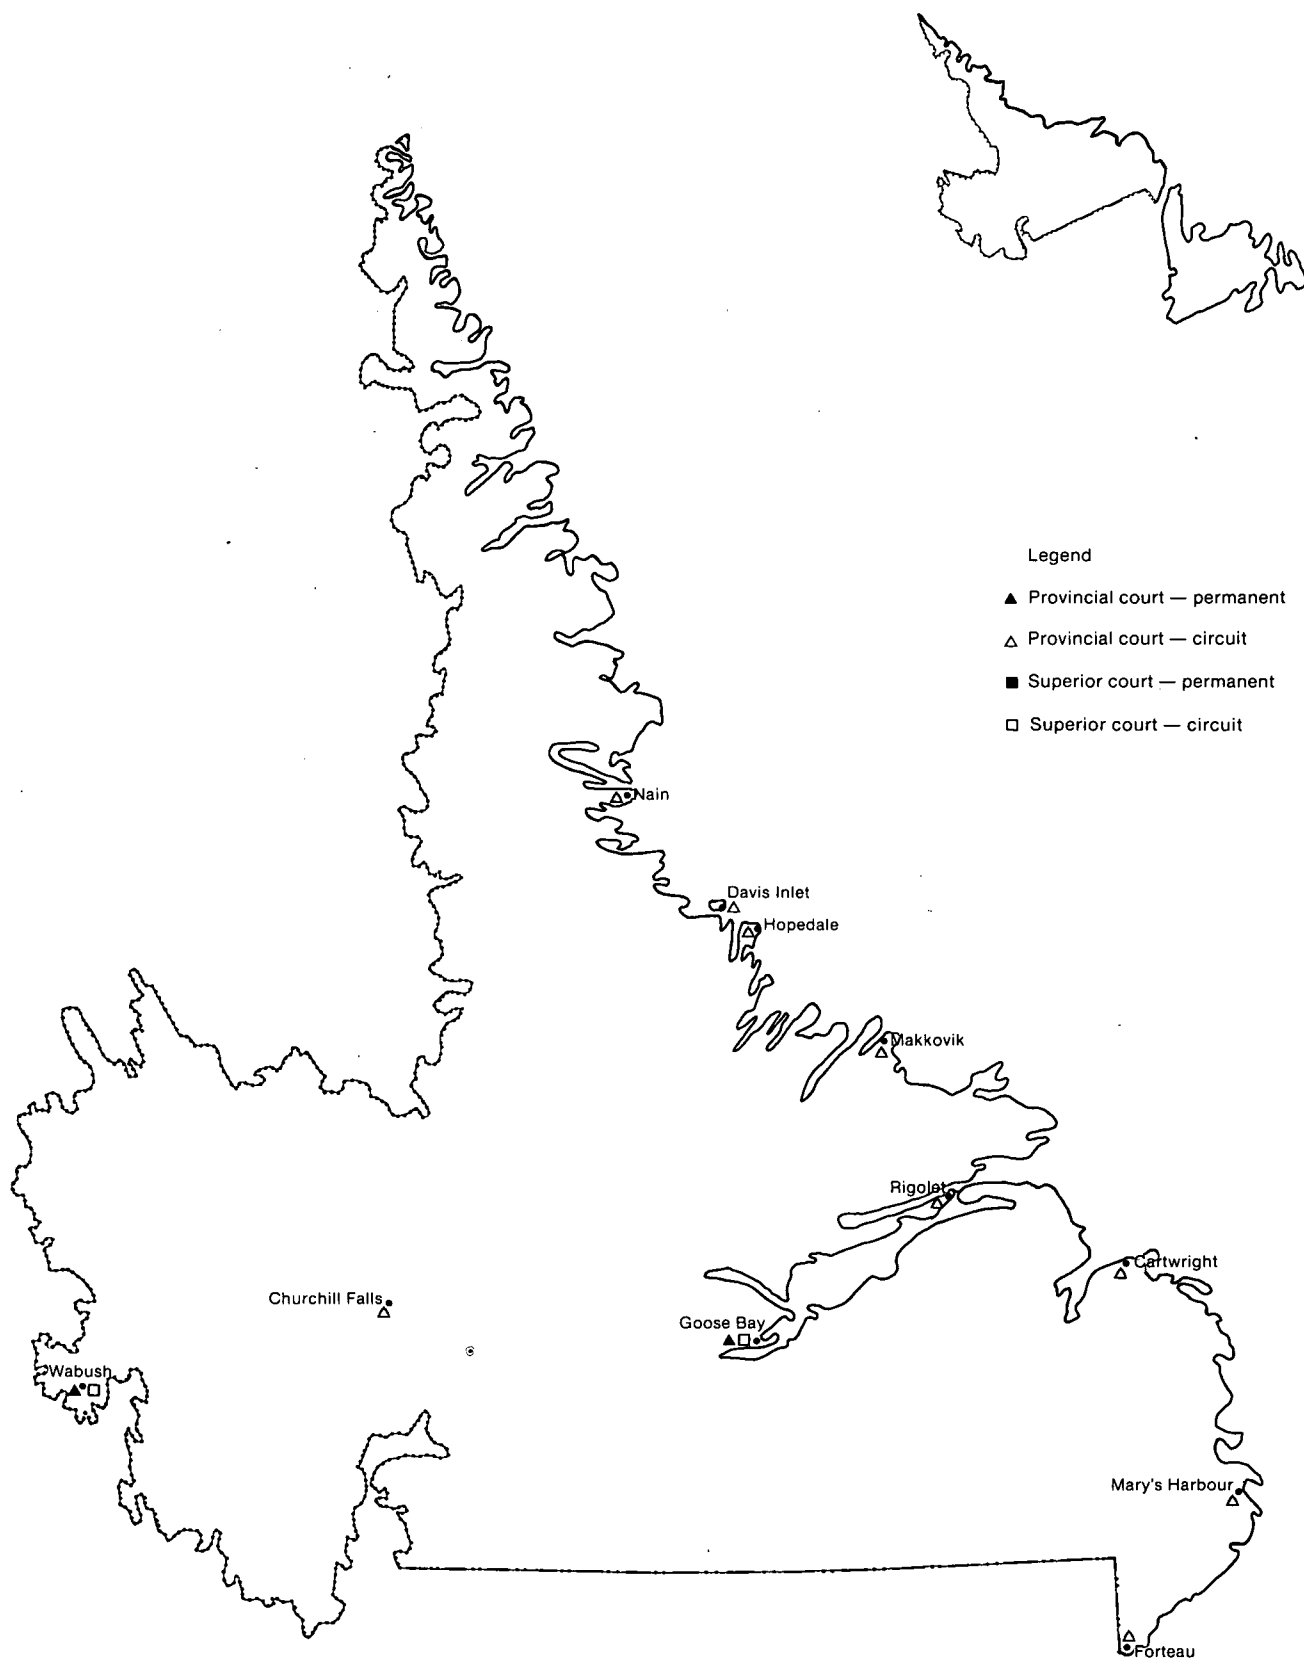 Legend
Provincial court — permanent
Provincial court — circuit
Superior court — permanent
Superior court — circuit
Nain
Davis Inlet
Hopedale
Makkovik
Rigolet
Cartwright
Churchill Falls
Goose Bay
Wabush
Mary's Harbour
Forteau